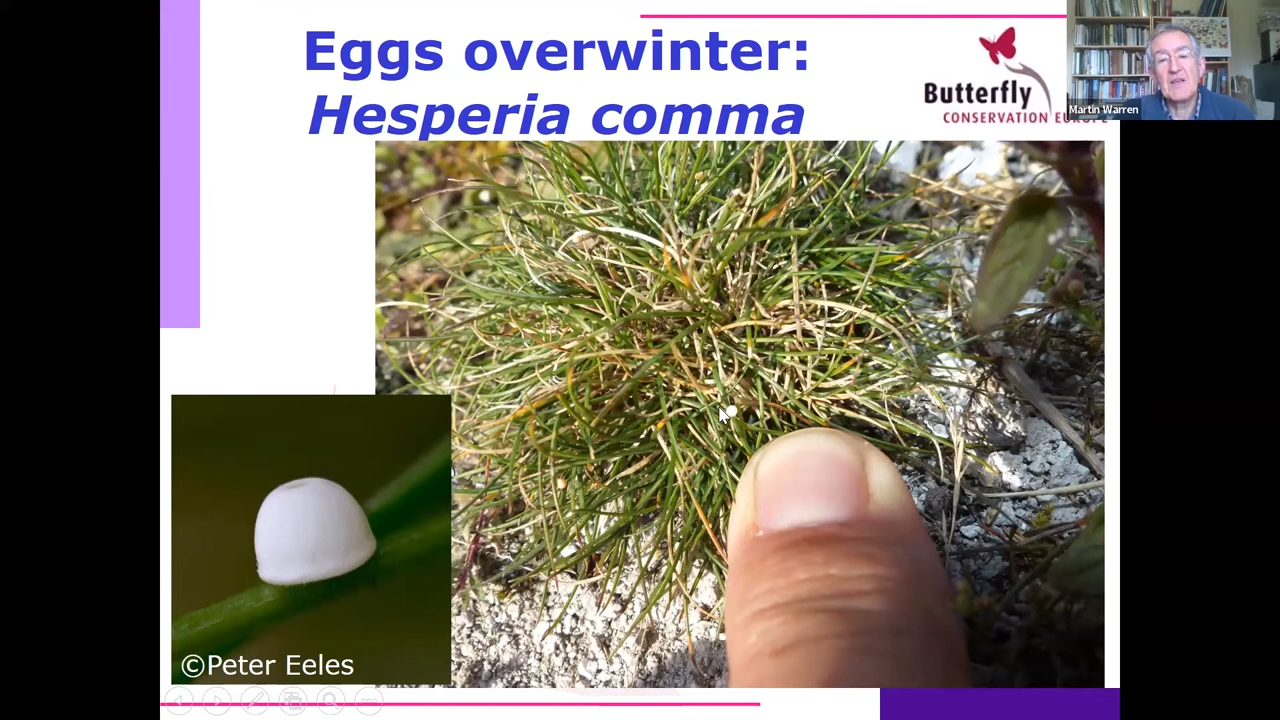 Eggs overwinter:
Hesperia comma
Butterfly
CONSERVATION EUROPE
Martin Warren
©Peter Eeles